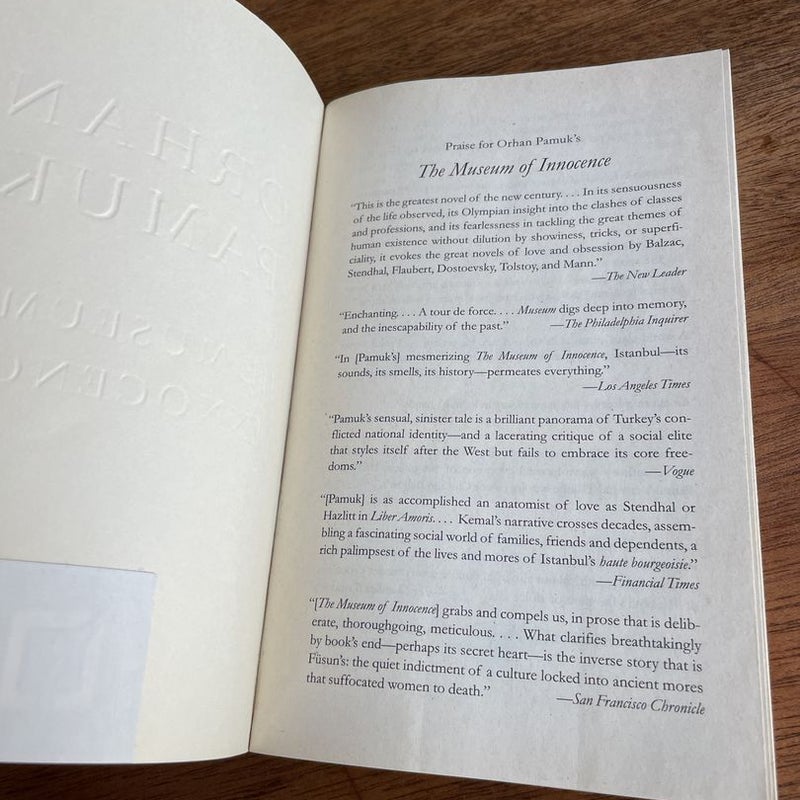 RHAN
PAMUK
MUSEUM
NOCENC
Praise for Orhan Pamuk's
The Museum of Innocence
“This is the greatest novel of the new century. . . . In its sensuousness
of the life observed, its Olympian insight into the clashes of classes
and professions, and its fearlessness in tackling the great themes of
human existence without dilution by showiness, tricks, or superfi-
ciality, it evokes the great novels of love and obsession by Balzac,
Stendhal, Flaubert, Dostoevsky, Tolstoy, and Mann.”
—The New Leader
“Enchanting. . . . A tour de force. . . . Museum digs deep into memory,
and the inescapability of the past.” —The Philadelphia Inquirer
“In [Pamuk's] mesmerizing The Museum of Innocence, Istanbul—its
sounds, its smells, its history—permeates everything.”
—Los Angeles Times
“Pamuk's sensual, sinister tale is a brilliant panorama of Turkey's con-
flicted national identity—and a lacerating critique of a social elite
that styles itself after the West but fails to embrace its core free-
doms.” —Vogue
“[Pamuk] is as accomplished an anatomist of love as Stendhal or
Hazlitt in Liber Amoris. . . . Kemal's narrative crosses decades, assem-
bling a fascinating social world of families, friends and dependents, a
rich palimpsest of the lives and mores of Istanbul's haute bourgeoisie.”
—Financial Times
“[The Museum of Innocence] grabs and compels us, in prose that is delib-
erate, thoroughgoing, meticulous. . . . What clarifies breathtakingly
by book's end—perhaps its secret heart—is the inverse story that is
Füsun's: the quiet indictment of a culture locked into ancient mores
that suffocated women to death.” —San Francisco Chronicle